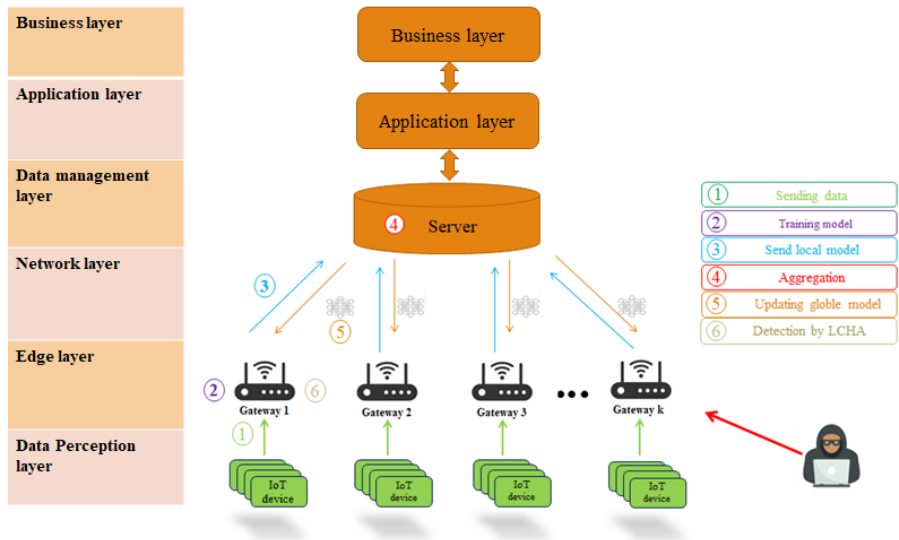 Business layer
Application layer
Data management
layer
Network layer
Edge layer
Data Perception
layer
Business layer
Application layer
4 Server
3
5
2
6
1
Gateway 1
Gateway 2
Gateway 3
•••
Gateway k
IoT
device
IoT
device
IoT
device
IoT
device
1 Sending data
2 Training model
3 Send local model
4 Aggregation
5 Updating globle model
6 Detection by LCHA